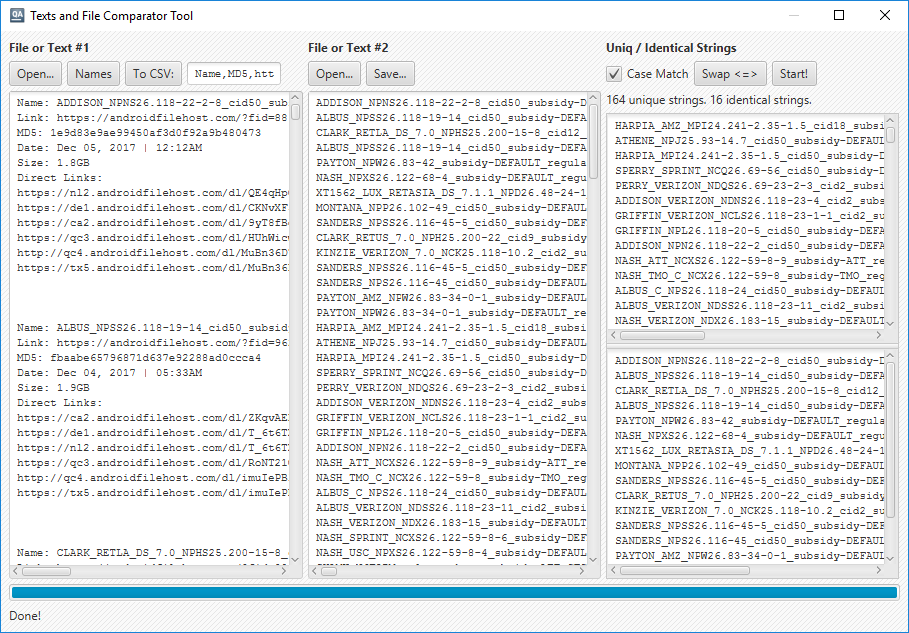 QA Texts and File Comparator Tool
File or Text #1
Open... Names To CSV: Name,MD5,htt
Name: ADDISON_NPNS26.118-22-2-8_cid50_sub
Link: https://androidfilehost.com/?fid=88
MD5: 1e9d83e9ae99450af3d0f92a9b480473
Date: Dec 05, 2017 | 12:12AM
Size: 1.8GB
Direct Links:
https://nl2.androidfilehost.com/dl/QE4qHp
https://de1.androidfilehost.com/dl/CKNvXF
https://ca2.androidfilehost.com/dl/9yT8fB
https://qc3.androidfilehost.com/dl/HUhWic
http://qc4.androidfilehost.com/dl/MuBn36D
https://tx5.androidfilehost.com/dl/MuBn36
Name: ALBUS_NPSS26.118-19-14_cid50_subsid
Link: https://androidfilehost.com/?fid=96
MD5: fbaabe65796871d637e92288ad0ccca4
Date: Dec 04, 2017 | 05:33AM
Size: 1.9GB
Direct Links:
https://ca2.androidfilehost.com/dl/ZKqvAE
https://de1.androidfilehost.com/dl/T_6t6T
https://nl2.androidfilehost.com/dl/T_6t6T
https://qc3.androidfilehost.com/dl/RoNT21
http://qc4.androidfilehost.com/dl/imuIePB
https://tx5.androidfilehost.com/dl/imuIeP
Name: CLARK_RETLA_DS_7.0_NPHS25.200-15-8_
File or Text #2
Open... Save...
ADDISON_NPNS26.118-22-2-8_cid50_subsidy-D
ALBUS_NPSS26.118-19-14_cid50_subsidy-DEFA
CLARK_RETLA_DS_7.0_NPHS25.200-15-8_cid12_
ALBUS_NPSS26.118-19-14_cid50_subsidy-DEFA
PAYTON_NPW26.83-42_subsidy-DEFAULT_regula
NASH_NPXS26.122-68-4_subsidy-DEFAULT_regu
XT1562_LUX_RETASIA_DS_7.1.1_NPD26.48-24-1
MONTANA_NPP26.102-49_cid50_subsidy-DEFAUL
SANDERS_NPSS26.116-45-5_cid50_subsidy-DEF
CLARK_RETUS_7.0_NPH25.200-22_cid9_subsidy
KINZIE_VERIZON_7.0_NCK25.118-10.2_cid2_su
SANDERS_NPSS26.116-45-5_cid50_subsidy-DEF
SANDERS_NPS26.116-45_cid50_subsidy-DEFAUL
PAYTON_AMZ_NPW26.83-34-0-1_subsidy-DEFAUL
PAYTON_NPW26.83-34-0-1_subsidy-DEFAULT_re
HARPIA_AMZ_MPI24.241-2.35-1.5_cid18_subsi
ATHENE_NPJ25.93-14.7_cid50_subsidy-DEFAUL
HARPIA_MPI24.241-2.35-1.5_cid50_subsidy-D
SPERRY_SPRINT_NCQ26.69-56_cid50_subsidy-D
PERRY_VERIZON_NDQS26.69-23-2-3_cid2_subsi
ADDISON_VERIZON_NDNS26.118-23-4_cid2_subs
GRIFFIN_VERIZON_NCLS26.118-23-1-1_cid2_su
GRIFFIN_NPL26.118-20-5_cid50_subsidy-DEFA
ADDISON_NPN26.118-22-2_cid50_subsidy-DEFA
NASH_ATT_NCXS26.122-59-8-9_subsidy-ATT_re
NASH_TMO_C_NCX26.122-59-8_subsidy-TMO_reg
ALBUS_C_NPS26.118-24_cid50_subsidy-DEFAUL
ALBUS_VERIZON_NDSS26.118-23-11_cid2_subsi
NASH_VERIZON_NDX26.183-15_subsidy-DEFAULT
NASH_SPRINT_NCXS26.122-59-8-6_subsidy-DEF
NASH_USC_NPXS26.122-59-8-4_subsidy-DEFAUL
Uniq / Identical Strings
Case Match Swap <=> Start!
164 unique strings. 16 identical strings.
HARPIA_AMZ_MPI24.241-2.35-1.5_cid18_subsi
ATHENE_NPJ25.93-14.7_cid50_subsidy-DEFAUL
HARPIA_MPI24.241-2.35-1.5_cid50_subsidy-D
SPERRY_SPRINT_NCQ26.69-56_cid50_subsidy-D
PERRY_VERIZON_NDQS26.69-23-2-3_cid2_subsi
ADDISON_VERIZON_NDNS26.118-23-4_cid2_subs
GRIFFIN_VERIZON_NCLS26.118-23-1-1_cid2_su
GRIFFIN_NPL26.118-20-5_cid50_subsidy-DEFA
ADDISON_NPN26.118-22-2_cid50_subsidy-DEFA
NASH_ATT_NCXS26.122-59-8-9_subsidy-ATT_re
NASH_TMO_C_NCX26.122-59-8_subsidy-TMO_reg
ALBUS_C_NPS26.118-24_cid50_subsidy-DEFAUL
ALBUS_VERIZON_NDSS26.118-23-11_cid2_subsi
NASH_VERIZON_NDX26.183-15_subsidy-DEFAULT
ADDISON_NPNS26.118-22-2-8_cid50_subsidy-D
ALBUS_NPSS26.118-19-14_cid50_subsidy-DEFA
CLARK_RETLA_DS_7.0_NPHS25.200-15-8_cid12_
ALBUS_NPSS26.118-19-14_cid50_subsidy-DEFA
PAYTON_NPW26.83-42_subsidy-DEFAULT_regula
NASH_NPXS26.122-68-4_subsidy-DEFAULT_regu
XT1562_LUX_RETASIA_DS_7.1.1_NPD26.48-24-1
MONTANA_NPP26.102-49_cid50_subsidy-DEFAUL
SANDERS_NPSS26.116-45-5_cid50_subsidy-DEF
CLARK_RETUS_7.0_NPH25.200-22_cid9_subsidy
KINZIE_VERIZON_7.0_NCK25.118-10.2_cid2_su
SANDERS_NPSS26.116-45-5_cid50_subsidy-DEF
SANDERS_NPS26.116-45_cid50_subsidy-DEFAUL
PAYTON_AMZ_NPW26.83-34-0-1_subsidy-DEFAUL
Done!